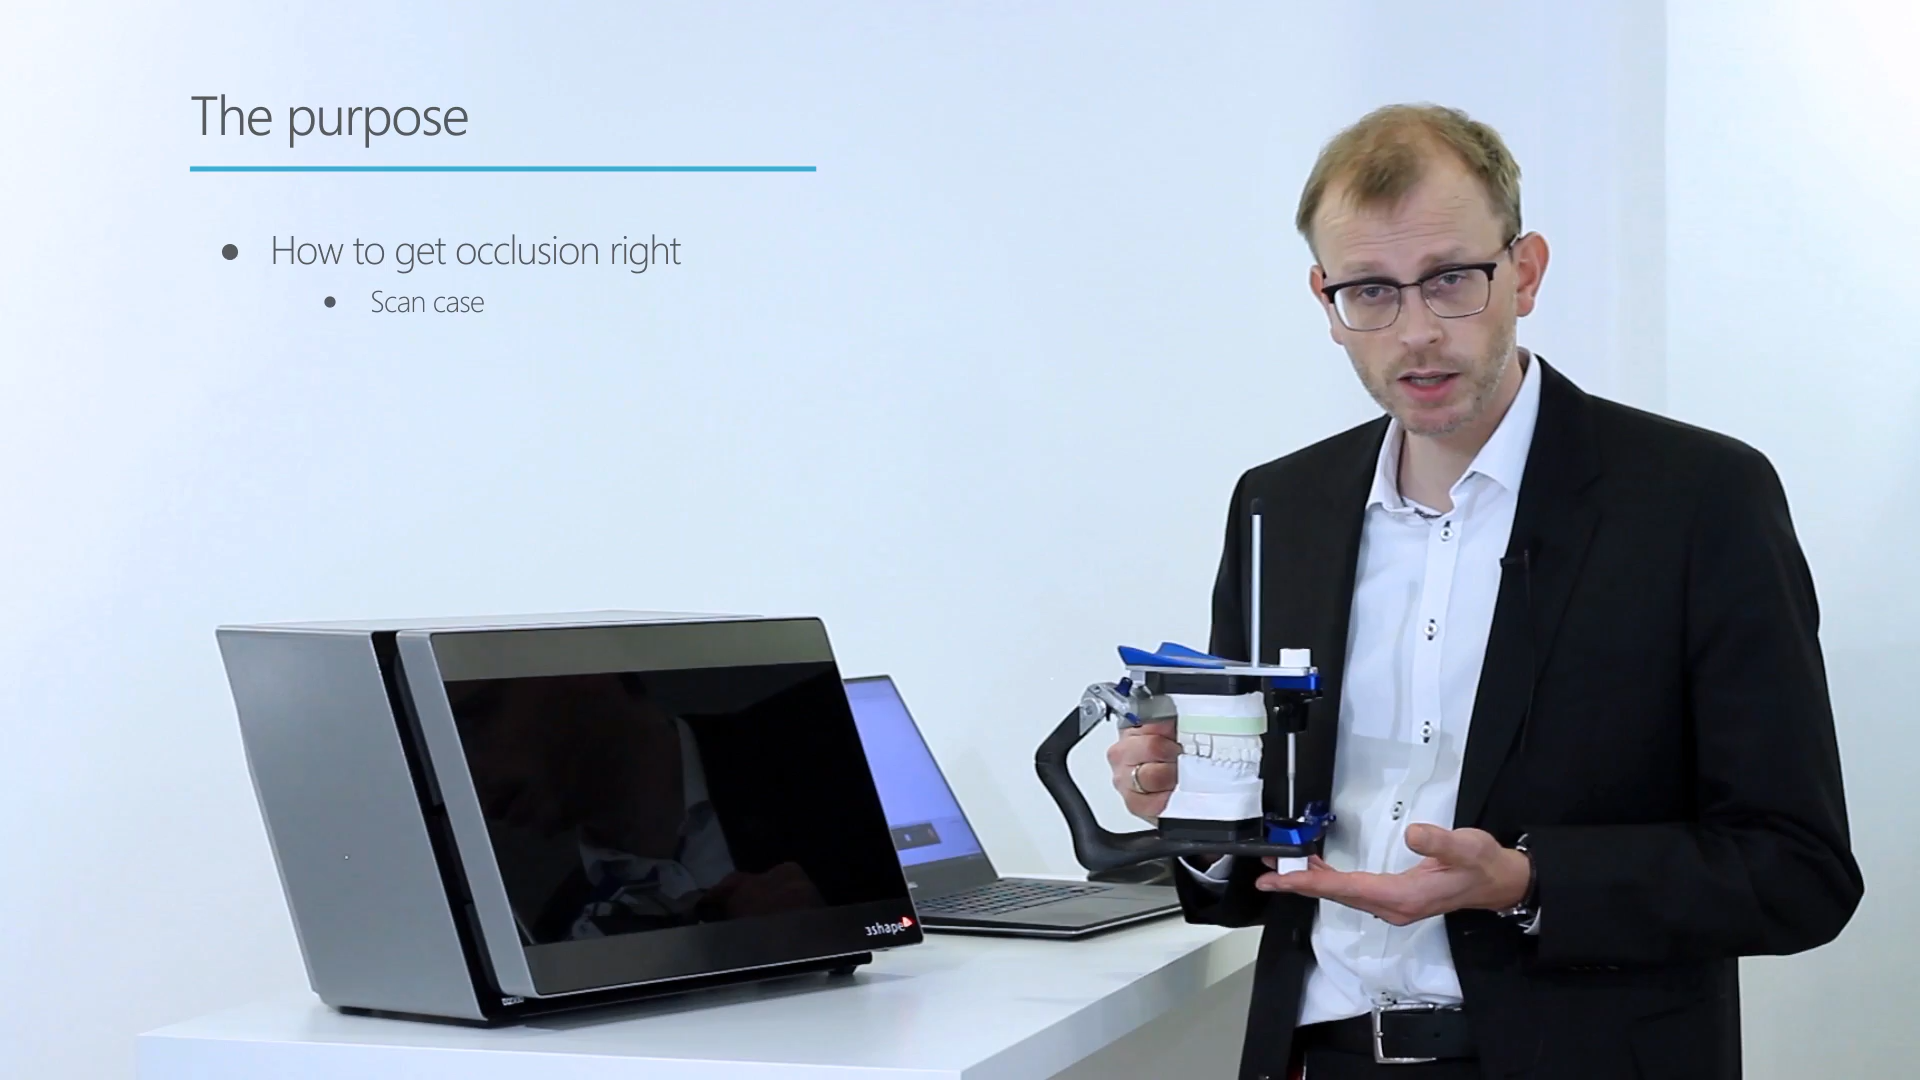 The purpose
● How to get occlusion right
● Scan case
3shape